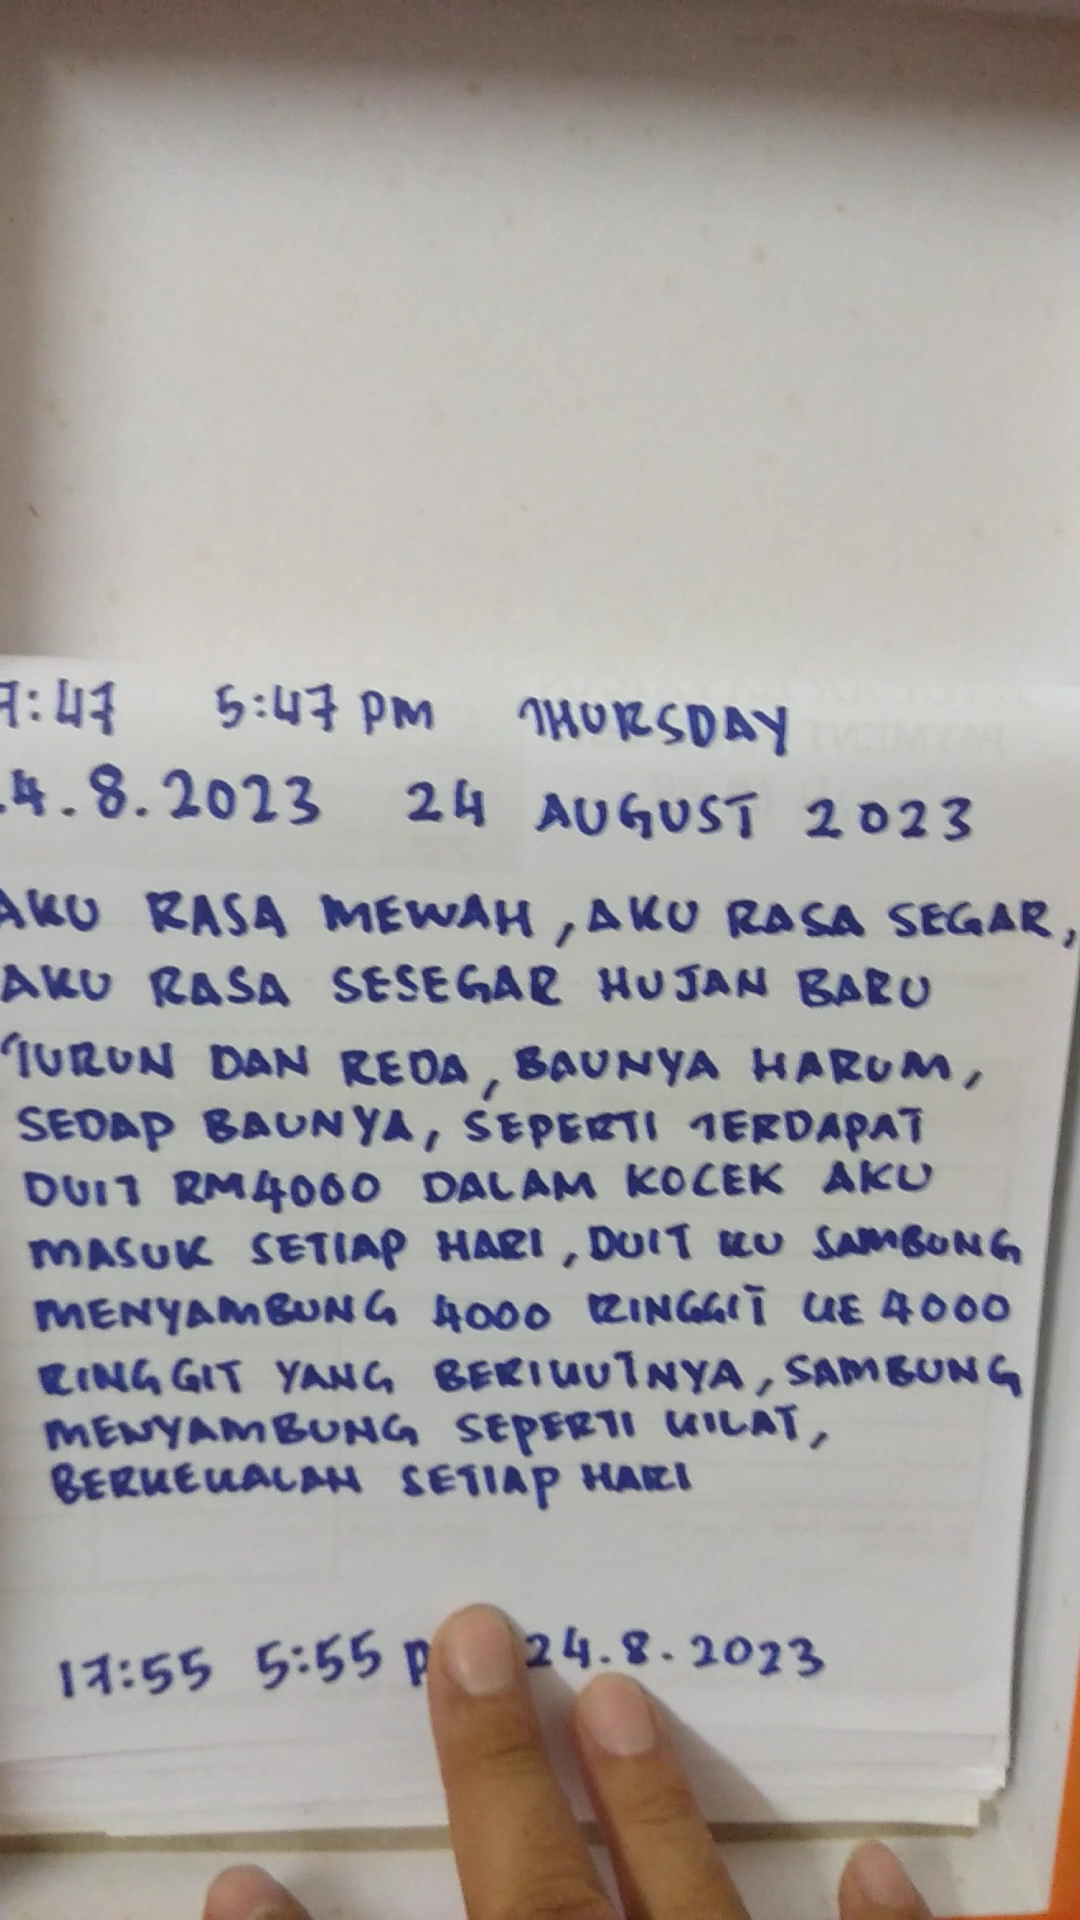 7:47 5:47 PM THURSDAY
4.8.2023 24 AUGUST 2023
AKU RASA MEWAH, AKU RASA SEGAR,
AKU RASA SESEGAR HUJAN BARU
TURUN DAN REDA, BAUNYA HARUM,
SEDAP BAUNYA, SEPERTI TERDAPAT
DUIT RM4000 DALAM KOCEK AKU
MASUK SETIAP HARI, DUIT KU SAMBUNG
MENYAMBUNG 4000 RINGGIT KE 4000
RINGGIT YANG BERIKUTNYA, SAMBUNG
MENYAMBUNG SEPERTI KILAT,
BERKEKALAN SETIAP HARI
17:55 5:55 P 24.8.2023